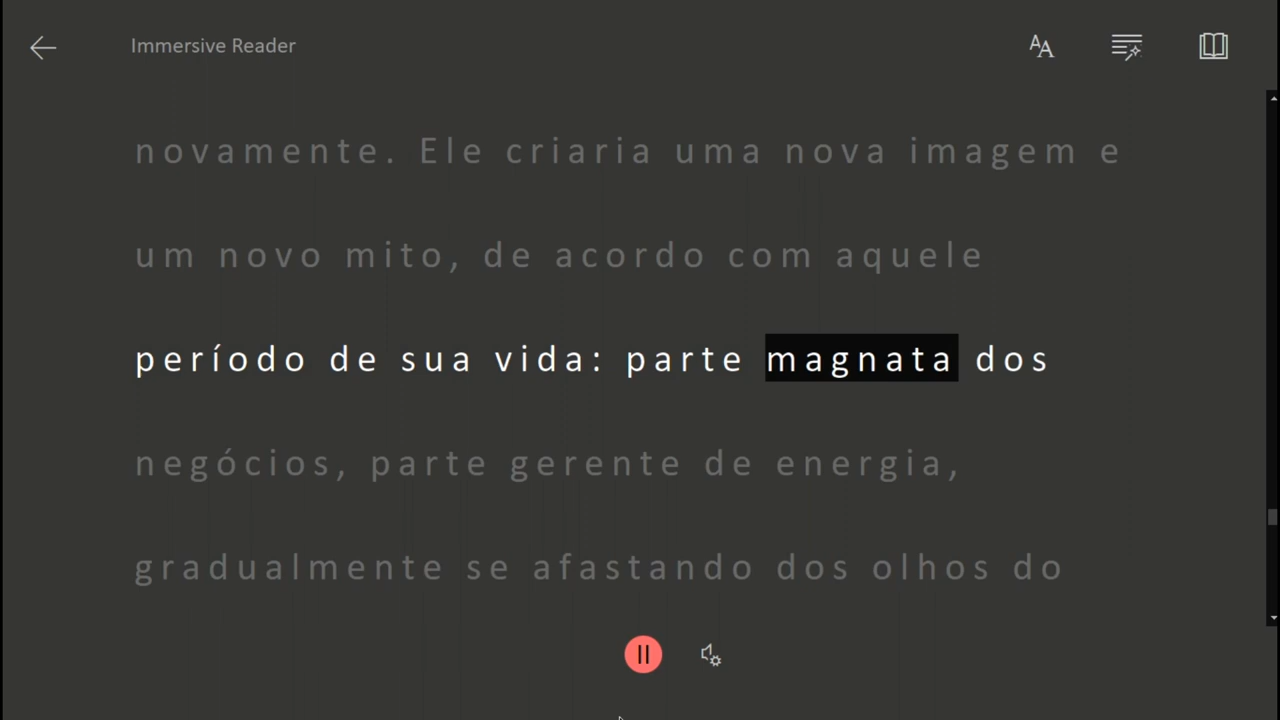 Immersive Reader
novamente. Ele criaria uma nova imagem e
um novo mito, de acordo com aquele
período de sua vida: parte magnata dos
negócios, parte gerente de energia,
gradualmente se afastando dos olhos do